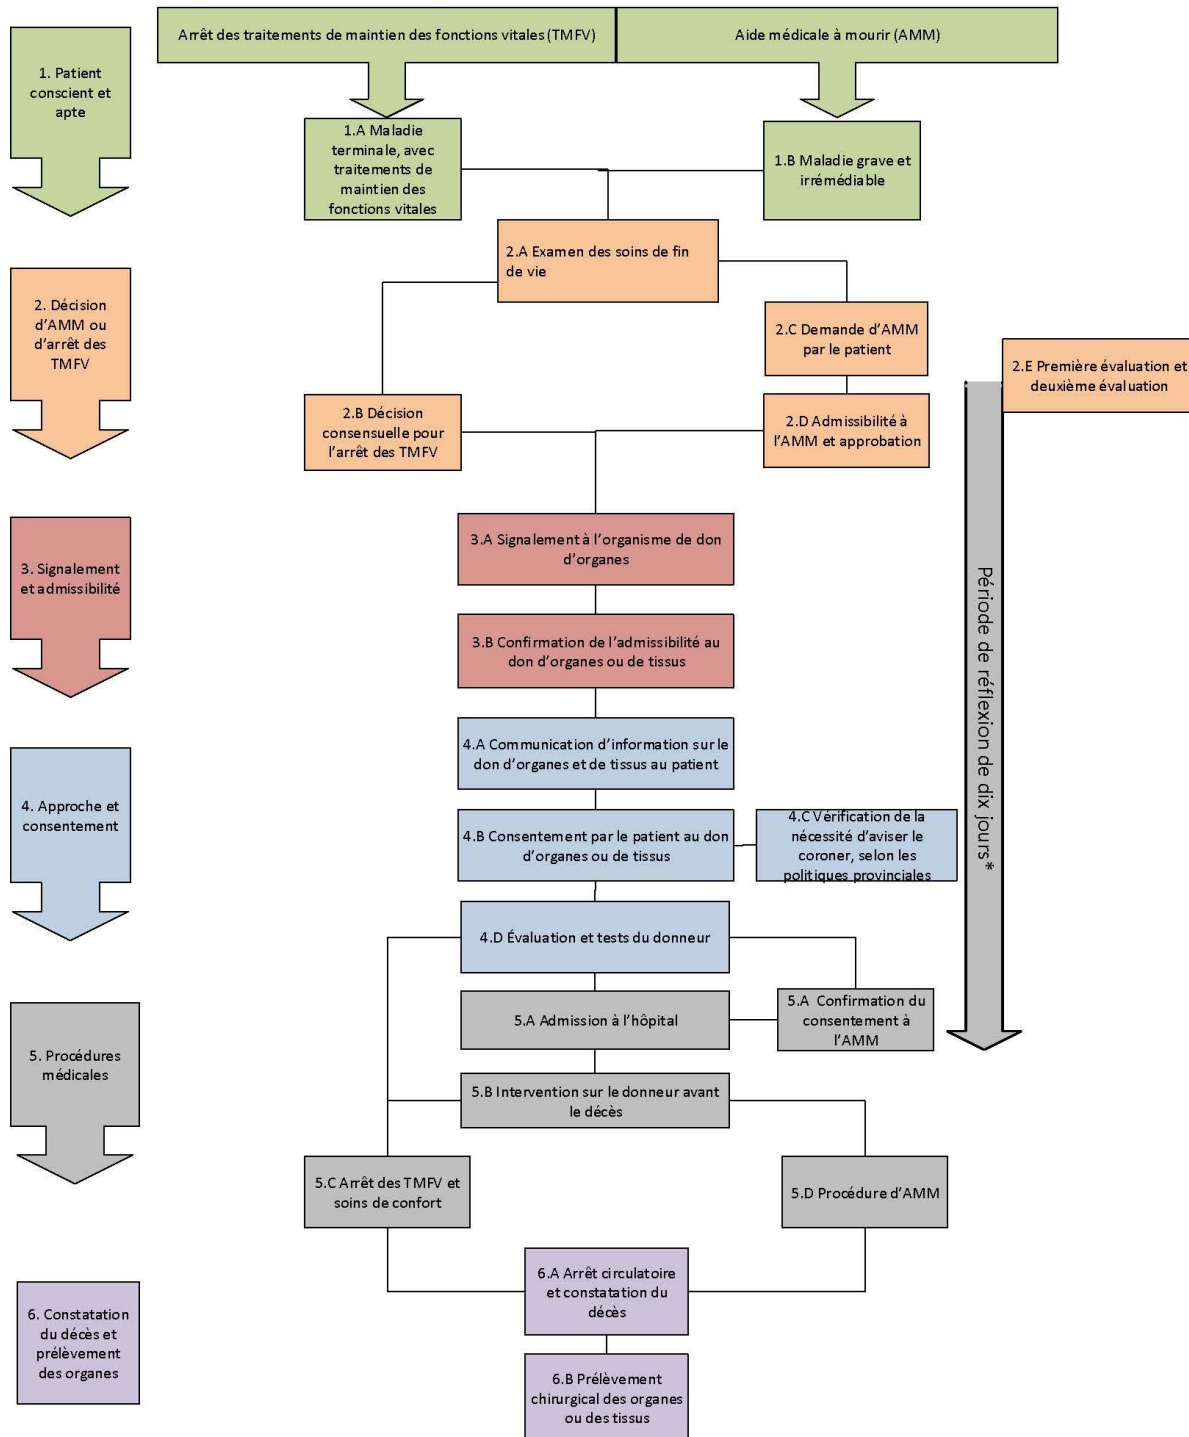 Arrêt des traitements de maintien des fonctions vitales (TMFV)
Aide médicale à mourir (AMM)
1. Patient
conscient et
apte
1.A Maladie
terminale, avec
traitements de
maintien des
fonctions vitales
1.B Maladie grave et
irrémédiable
2. Décision
d'AMM ou
d'arrêt des
TMFV
2.A Examen des soins de fin
de vie
2.C Demande d'AMM
par le patient
2.E Première évaluation et
deuxième évaluation
2.B Décision
consensuelle pour
l'arrêt des TMFV
2.D Admissibilité à
l'AMM et approbation
Période de réflexion de dix jours*
3. Signalement
et admissibilité
3.A Signalement à l'organisme de don
d'organes
3.B Confirmation de l'admissibilité au
don d'organes ou de tissus
4. Approche et
consentement
4.A Communication d'information sur le
don d'organes et de tissus au patient
4.B Consentement par le patient au don
d'organes ou de tissus
4.C Vérification de la
nécessité d'aviser le
coroner, selon les
politiques provinciales
4.D Évaluation et tests du donneur
5. Procédures
médicales
5.A Admission à l'hôpital
5.A Confirmation du
consentement à
l'AMM
5.B Intervention sur le donneur avant
le décès
5.C Arrêt des TMFV et
soins de confort
5.D Procédure d'AMM
6. Constatation
du décès et
prélèvement
des organes
6.A Arrêt circulatoire
et constatation du
décès
6.B Prélèvement
chirurgical des organes
ou des tissus